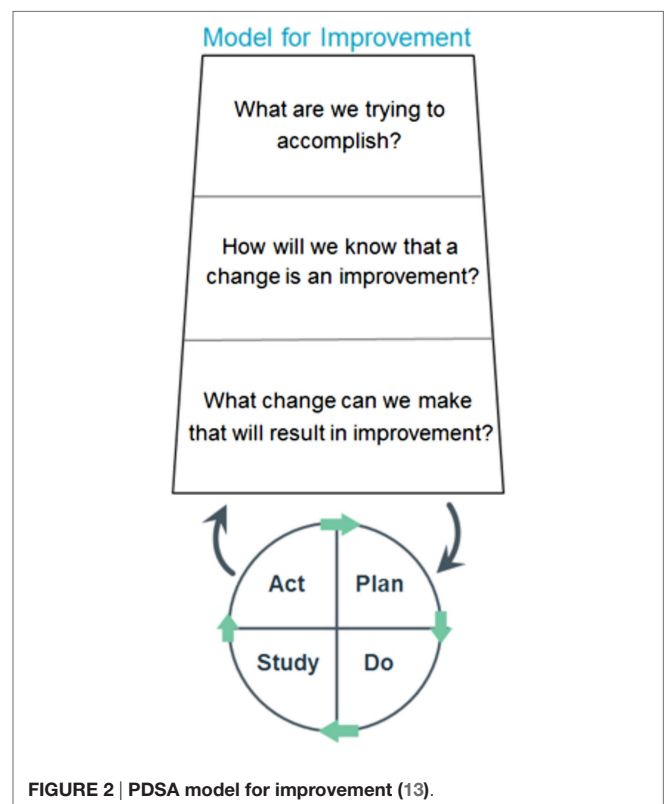 Model for Improvement
What are we trying to
accomplish?
How will we know that a
change is an improvement?
What change can we make
that will result in improvement?
Act
Plan
Study
Do
FIGURE 2 | PDSA model for improvement (13).